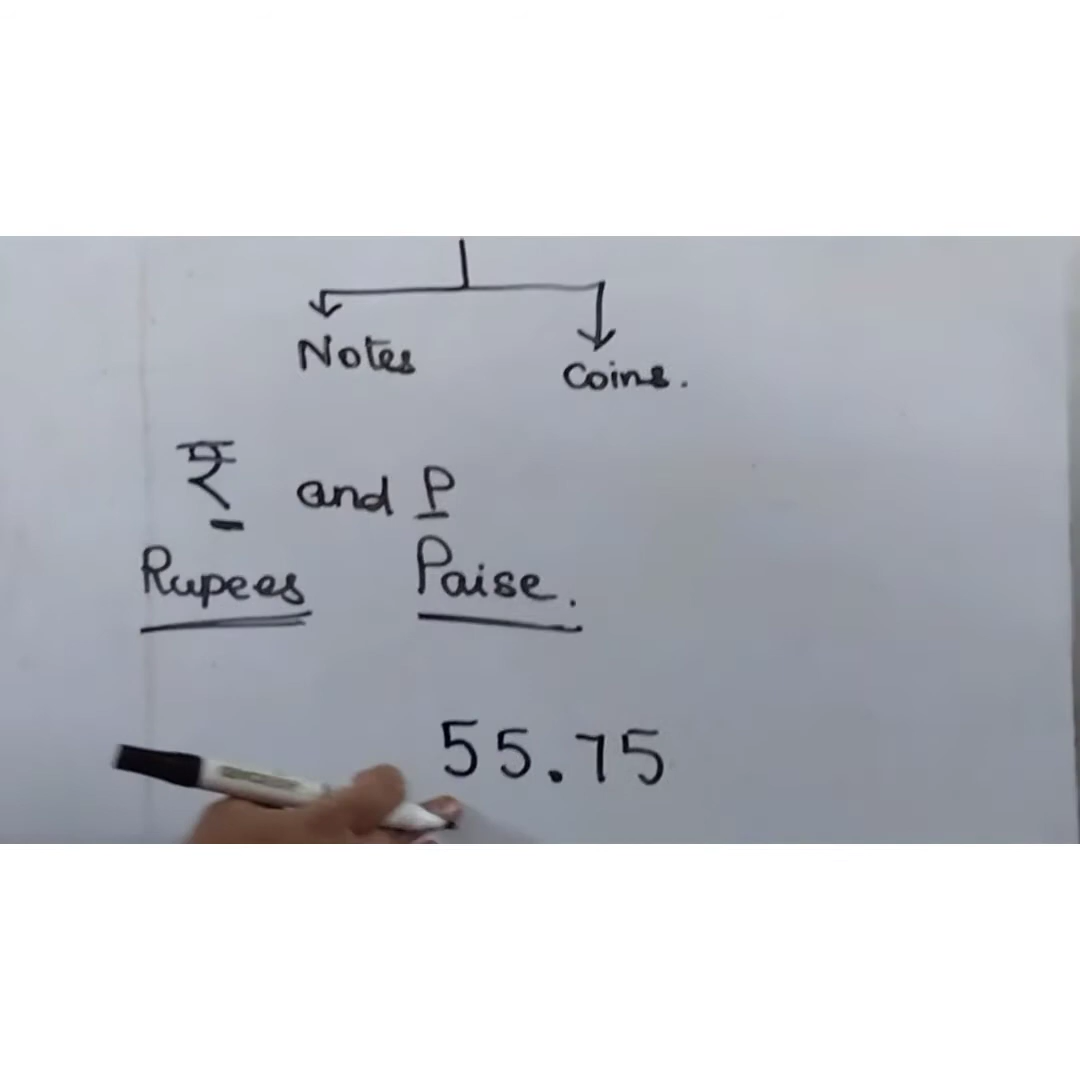 Notes
Coins.
₹ and P
Rupees Paise.
55.75